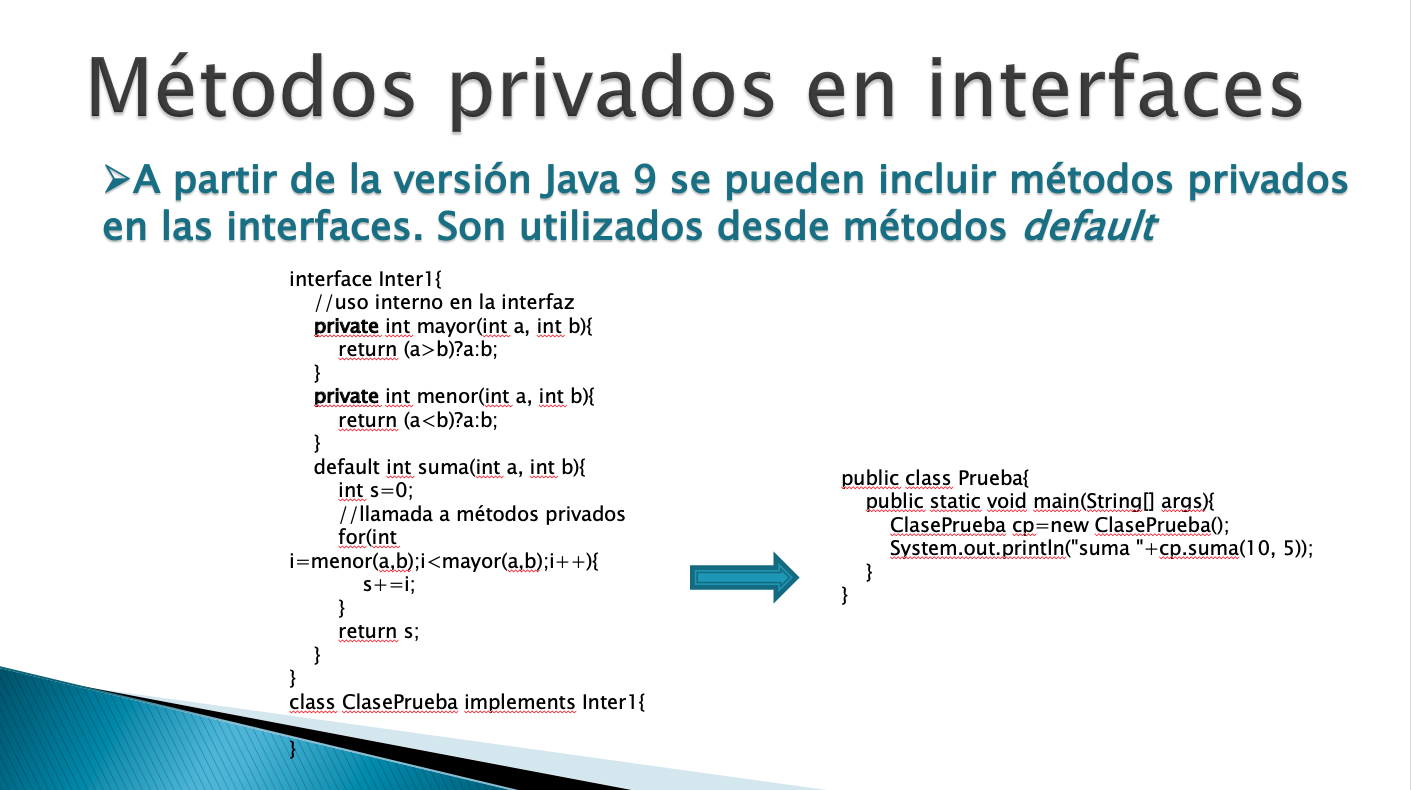 Métodos privados en interfaces
➢A partir de la versión Java 9 se pueden incluir métodos privados
en las interfaces. Son utilizados desde métodos default
interface Inter1{
//uso interno en la interfaz
private int mayor(int a, int b){
return (a>b)?a:b;
}
private int menor(int a, int b){
return (a<b)?a:b;
}
default int suma(int a, int b){
int s=0;
//llamada a métodos privados
for(int
i=menor(a,b);i<mayor(a,b);i++){
s+=i;
}
return s;
}
}
class ClasePrueba implements Inter1{
}
public class Prueba{
public static void main(String[] args){
ClasePrueba cp=new ClasePrueba();
System.out.println("suma "+cp.suma(10, 5));
}
}